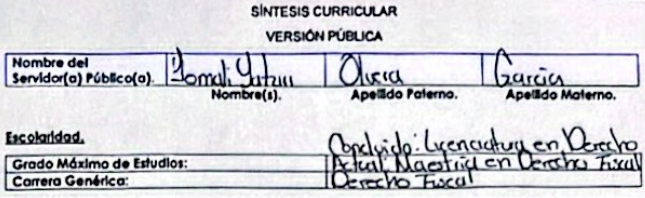 SÍNTESIS CURRICULAR
VERSIÓN PÚBLICA
Nombre del Servidor(a) Público(a). Olvera García
Nombre(s). Apellido Paterno. Apellido Materno.
Escolaridad.
Concluido: Licenciatura en Derecho
Grado Máximo de Estudios: Actual: Maestría en Derecho Fiscal
Carrera Genérica: Derecho Fiscal